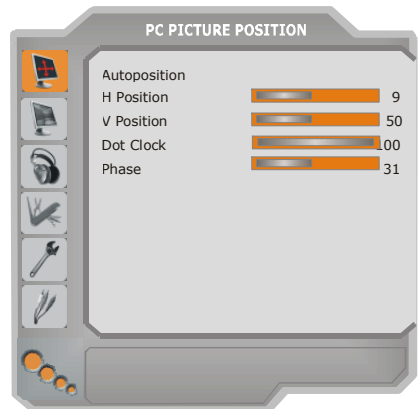 PC PICTURE POSITION
Autoposition
H Position 9
V Position 50
Dot Clock 100
Phase 31